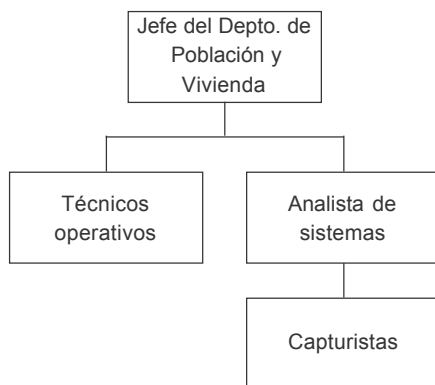 Jefe del Depto. de
Población y
Vivienda
Técnicos
operativos
Analista de
sistemas
Capturistas